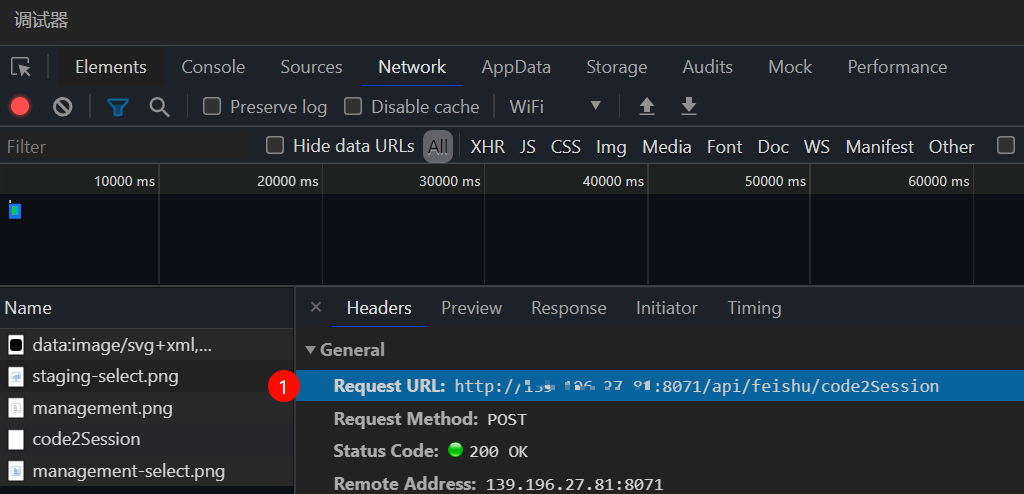 调试器
Elements Console Sources Network AppData Storage Audits Mock Performance
Preserve log Disable cache WiFi
Filter Hide data URLs All XHR JS CSS Img Media Font Doc WS Manifest Other
10000 ms 20000 ms 30000 ms 40000 ms 50000 ms 60000 ms
Name × Headers Preview Response Initiator Timing
data:image/svg+xml,...
General
staging-select.png
1 Request URL: http:/ :8071/api/feishu/code2Session
management.png
Request Method: POST
code2Session
Status Code: 200 OK
management-select.png
Remote Address: 139.196.27.81:8071